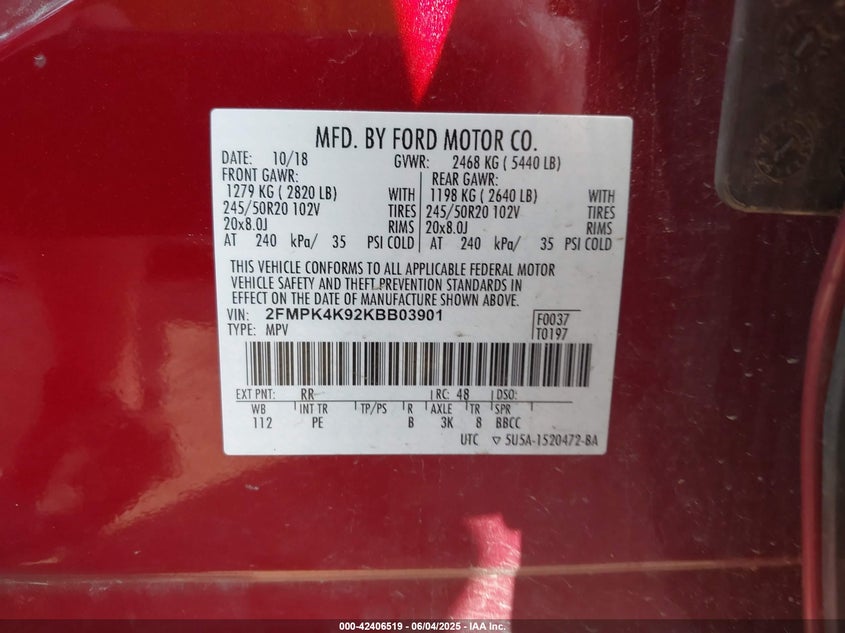 MFD. BY FORD MOTOR CO.
DATE: 10/18 GVWR: 2468 KG ( 5440 LB)
FRONT GAWR: REAR GAWR:
1279 KG ( 2820 LB) WITH 1198 KG ( 2640 LB) WITH
245/50R20 102V TIRES 245/50R20 102V TIRES
20x8.0J RIMS 20x8.0J RIMS
AT 240 kPa/ 35 PSI COLD AT 240 kPa/ 35 PSI COLD
THIS VEHICLE CONFORMS TO ALL APPLICABLE FEDERAL MOTOR
VEHICLE SAFETY AND THEFT PREVENTION STANDARDS IN
EFFECT ON THE DATE OF MANUFACTURE SHOWN ABOVE.
VIN: 2FMPK4K92KBB03901 F0037
TYPE: MPV T0197
EXT PNT: RR RC: 48 DSO:
WB INT TR TP/PS R AXLE TR SPR
112 PE B 3K 8 BBCC
UTC ▽ 5U5A-1520472-BA
000-42406519 - 06/04/2025 - IAA Inc.